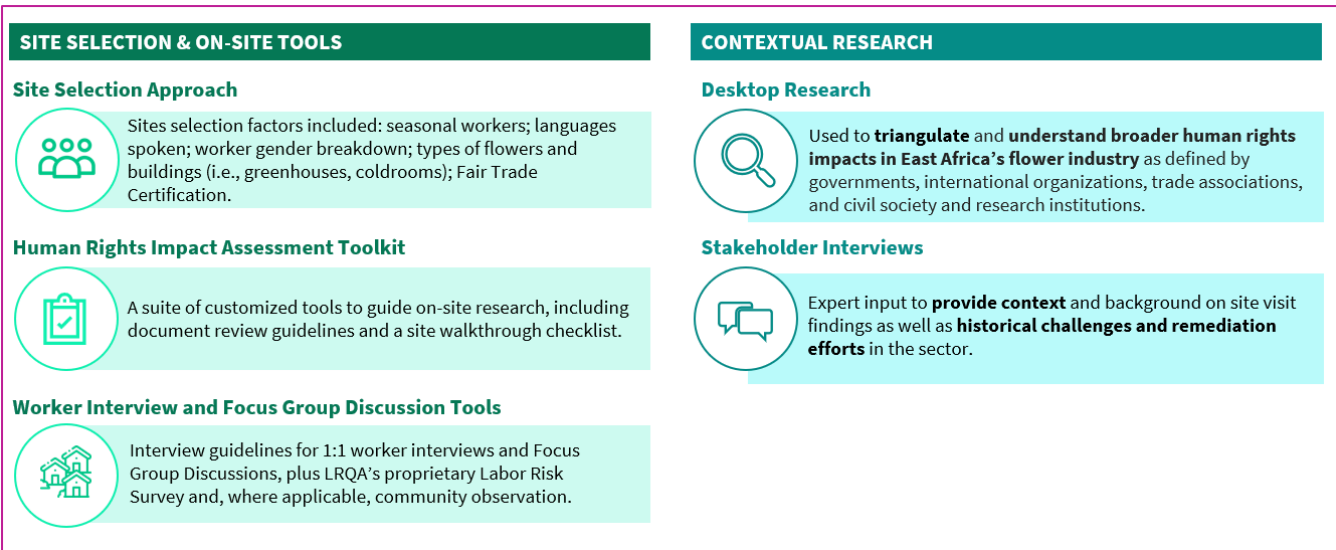 SITE SELECTION & ON-SITE TOOLS
Site Selection Approach
Sites selection factors included: seasonal workers; languages
spoken; worker gender breakdown; types of flowers and
buildings (i.e., greenhouses, coldrooms); Fair Trade
Certification.
Human Rights Impact Assessment Toolkit
A suite of customized tools to guide on-site research, including
document review guidelines and a site walkthrough checklist.
Worker Interview and Focus Group Discussion Tools
Interview guidelines for 1:1 worker interviews and Focus
Group Discussions, plus LRQA’s proprietary Labor Risk
Survey and, where applicable, community observation.
CONTEXTUAL RESEARCH
Desktop Research
Used to triangulate and understand broader human rights
impacts in East Africa’s flower industry as defined by
governments, international organizations, trade associations,
and civil society and research institutions.
Stakeholder Interviews
Expert input to provide context and background on site visit
findings as well as historical challenges and remediation
efforts in the sector.